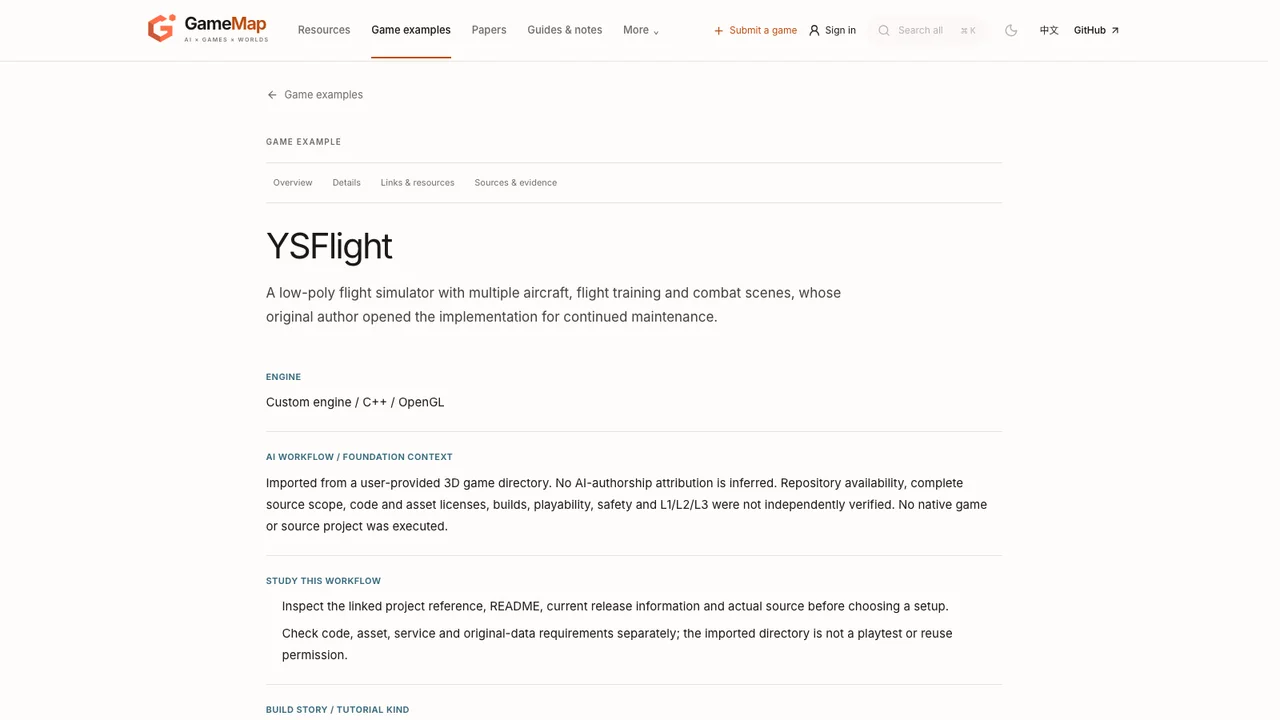 GameMap
AI × GAMES × WORLDS
Resources
Game examples
Papers
Guides & notes
More
Submit a game
Sign in
Search all
⌘ K
中文
GitHub
Game examples
GAME EXAMPLE
Overview
Details
Links & resources
Sources & evidence
YSFlight
A low-poly flight simulator with multiple aircraft, flight training and combat scenes, whose
original author opened the implementation for continued maintenance.
ENGINE
Custom engine / C++ / OpenGL
AI WORKFLOW / FOUNDATION CONTEXT
Imported from a user-provided 3D game directory. No AI-authorship attribution is inferred. Repository availability, complete
source scope, code and asset licenses, builds, playability, safety and L1/L2/L3 were not independently verified. No native game
or source project was executed.
STUDY THIS WORKFLOW
Inspect the linked project reference, README, current release information and actual source before choosing a setup.
Check code, asset, service and original-data requirements separately; the imported directory is not a playtest or reuse
permission.
BUILD STORY / TUTORIAL KIND